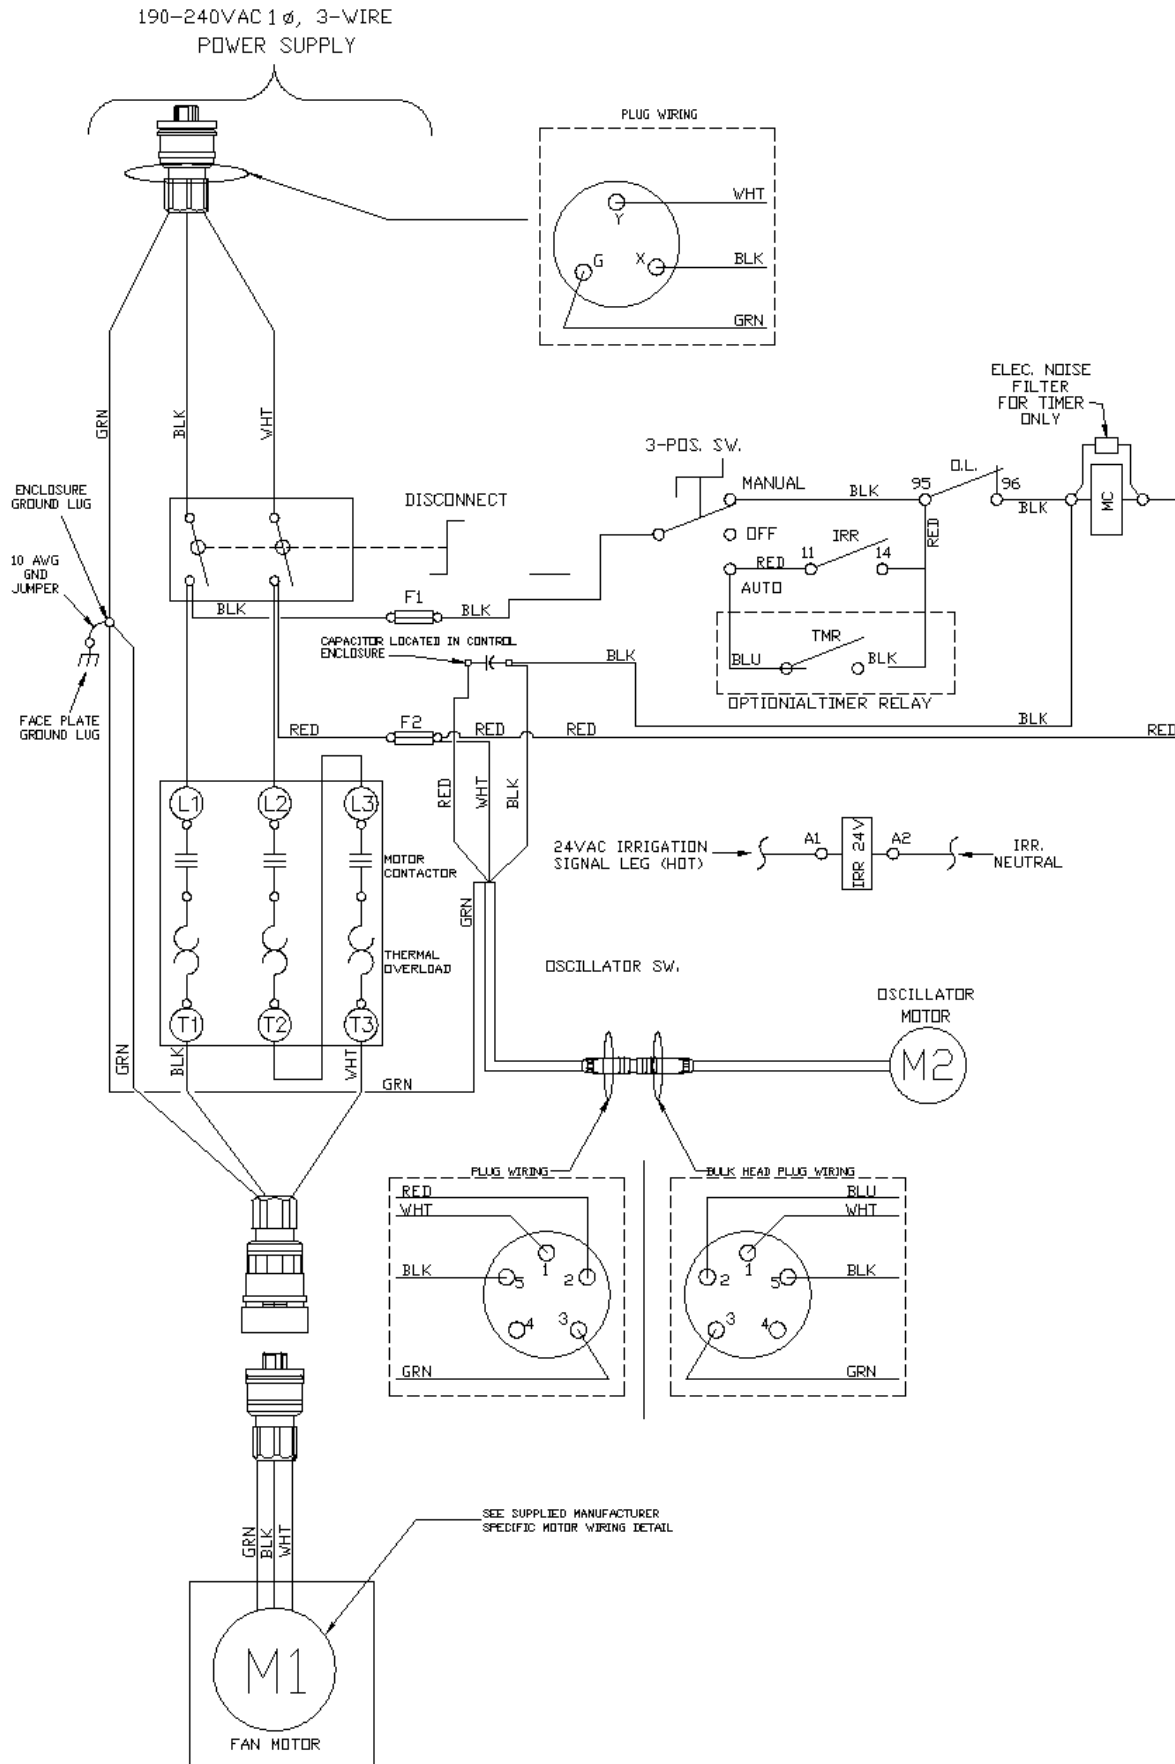 190-240VAC 1 ø, 3-WIRE
POWER SUPPLY
PLUG WIRING
WHT
Y
G
X
BLK
GRN
GRN
BLK
WHT
ELEC. NOISE
FILTER
FOR TIMER
ONLY
3-POS. SW.
MANUAL
BLK
95
O.L.
96
BLK
MC
ENCLOSURE
GROUND LUG
DISCONNECT
OFF
RED
11
IRR
14
RED
AUTO
10 AWG
GND
JUMPER
BLK
F1
BLK
CAPACITOR LOCATED IN CONTROL
ENCLOSURE
BLK
TMR
BLU
BLK
OPTIONIALTIMER RELAY
FACE PLATE
GROUND LUG
RED
F2
RED
RED
BLK
RED
RED
WHT
BLK
L1
L2
L3
MOTOR
CONTACTOR
24VAC IRRIGATION
SIGNAL LEG (HOT)
A1
IRR 24V
A2
IRR.
NEUTRAL
GRN
THERMAL
OVERLOAD
OSCILLATOR SW.
OSCILLATOR
MOTOR
T1
T2
T3
GRN
BLK
WHT
GRN
M2
PLUG WIRING
BULK HEAD PLUG WIRING
RED
WHT
BLK
1
2
5
3
4
GRN
BLU
WHT
1
2
5
BLK
3
4
GRN
SEE SUPPLIED MANUFACTURER
SPECIFIC MOTOR WIRING DETAIL
GRN
BLK
WHT
M1
FAN MOTOR